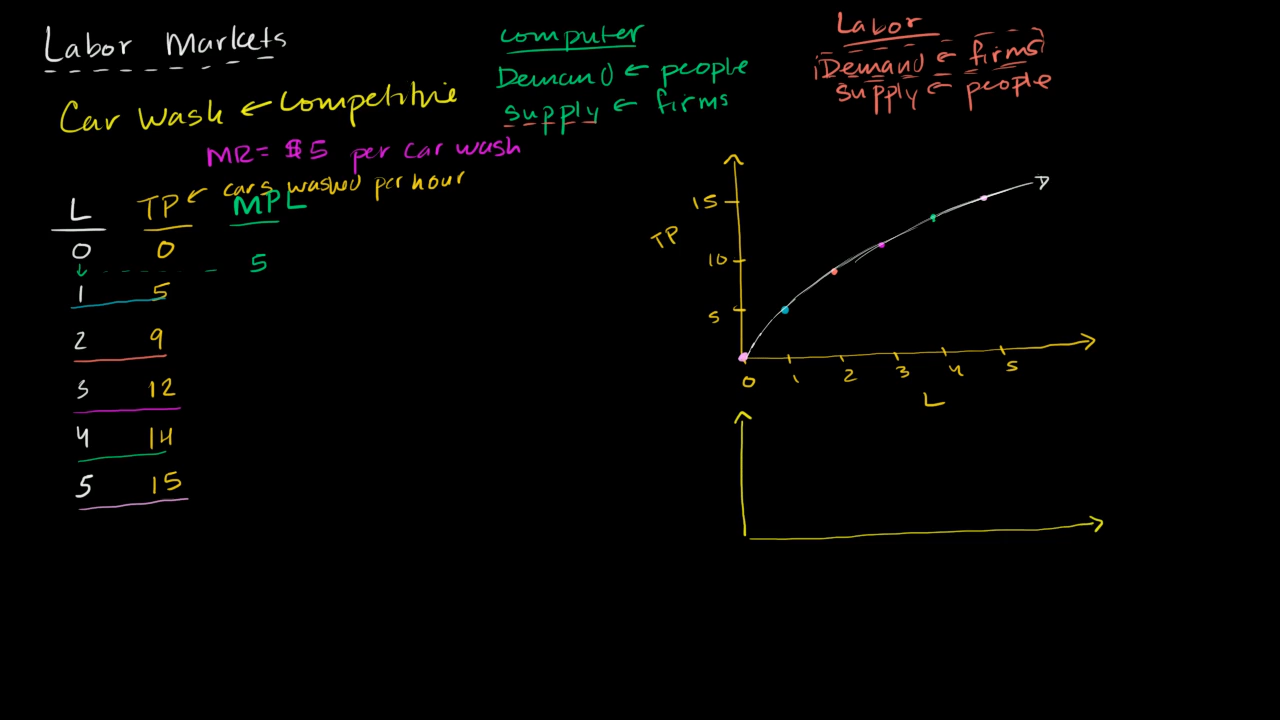 Labor Markets
Car Wash ← Competitive
MR = $5 per car wash
computer
Demand ← people
supply ← firms
Labor
Demand ← firms
supply ← people
L TP ← cars washed per hour MPL
0 0
5
1 5
2 9
3 12
4 14
5 15
15
TP
10
5
0 1 2 3 4 5
L